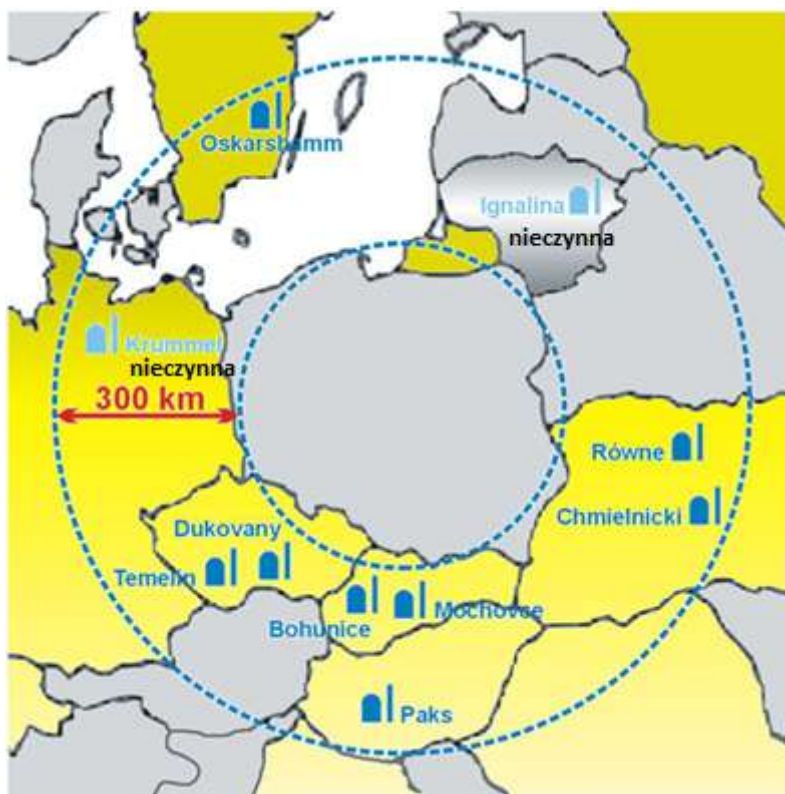 Oskarshamm
Ignalina
nieczynna
Krummel
nieczynna
300 km
Równe
Chmielnicki
Dukovany
Temelin
Bohunice
Mochovce
Paks